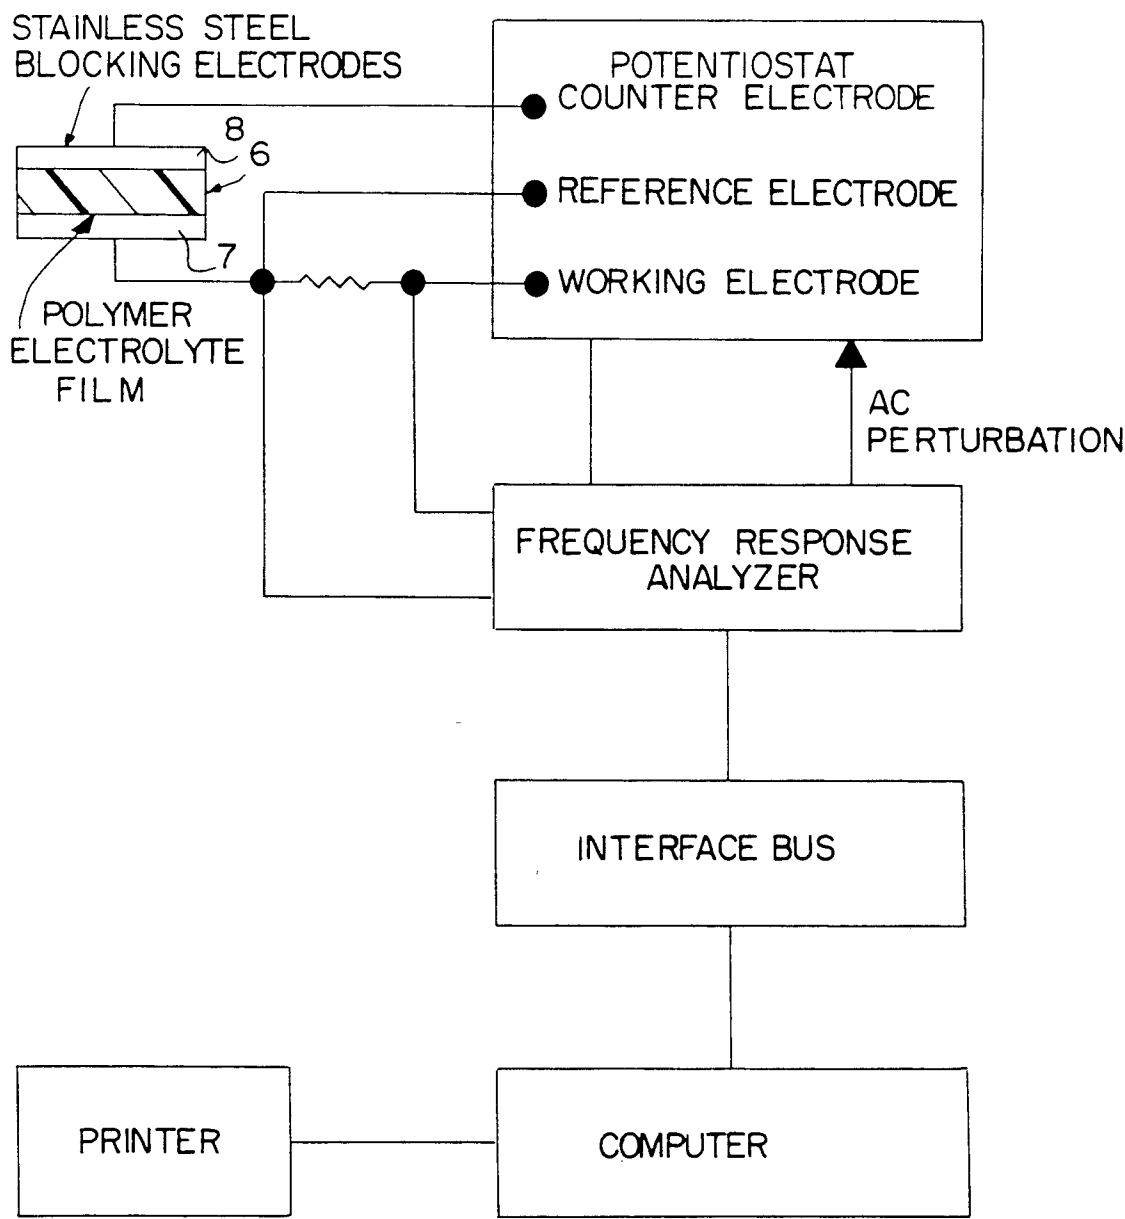 STAINLESS STEEL
BLOCKING ELECTRODES
8
6
7
POLYMER
ELECTROLYTE
FILM
POTENTIOSTAT
COUNTER ELECTRODE
REFERENCE ELECTRODE
WORKING ELECTRODE
AC
PERTURBATION
FREQUENCY RESPONSE
ANALYZER
INTERFACE BUS
PRINTER
COMPUTER